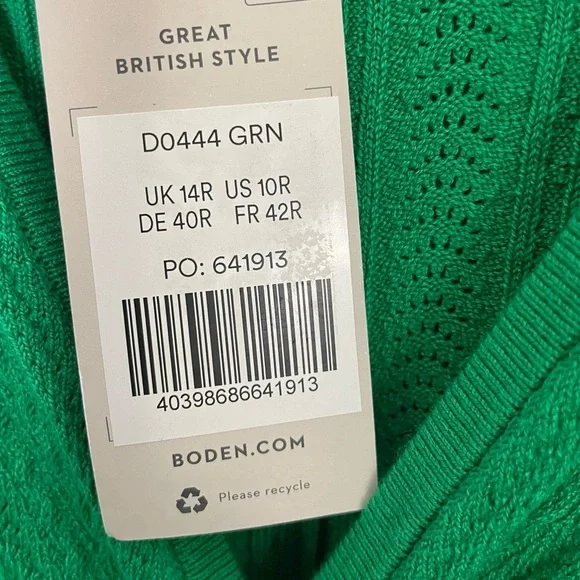 GREAT
BRITISH STYLE
D0444 GRN
UK 14R US 10R
DE 40R FR 42R
PO: 641913
40398686641913
BODEN.COM
Please recycle